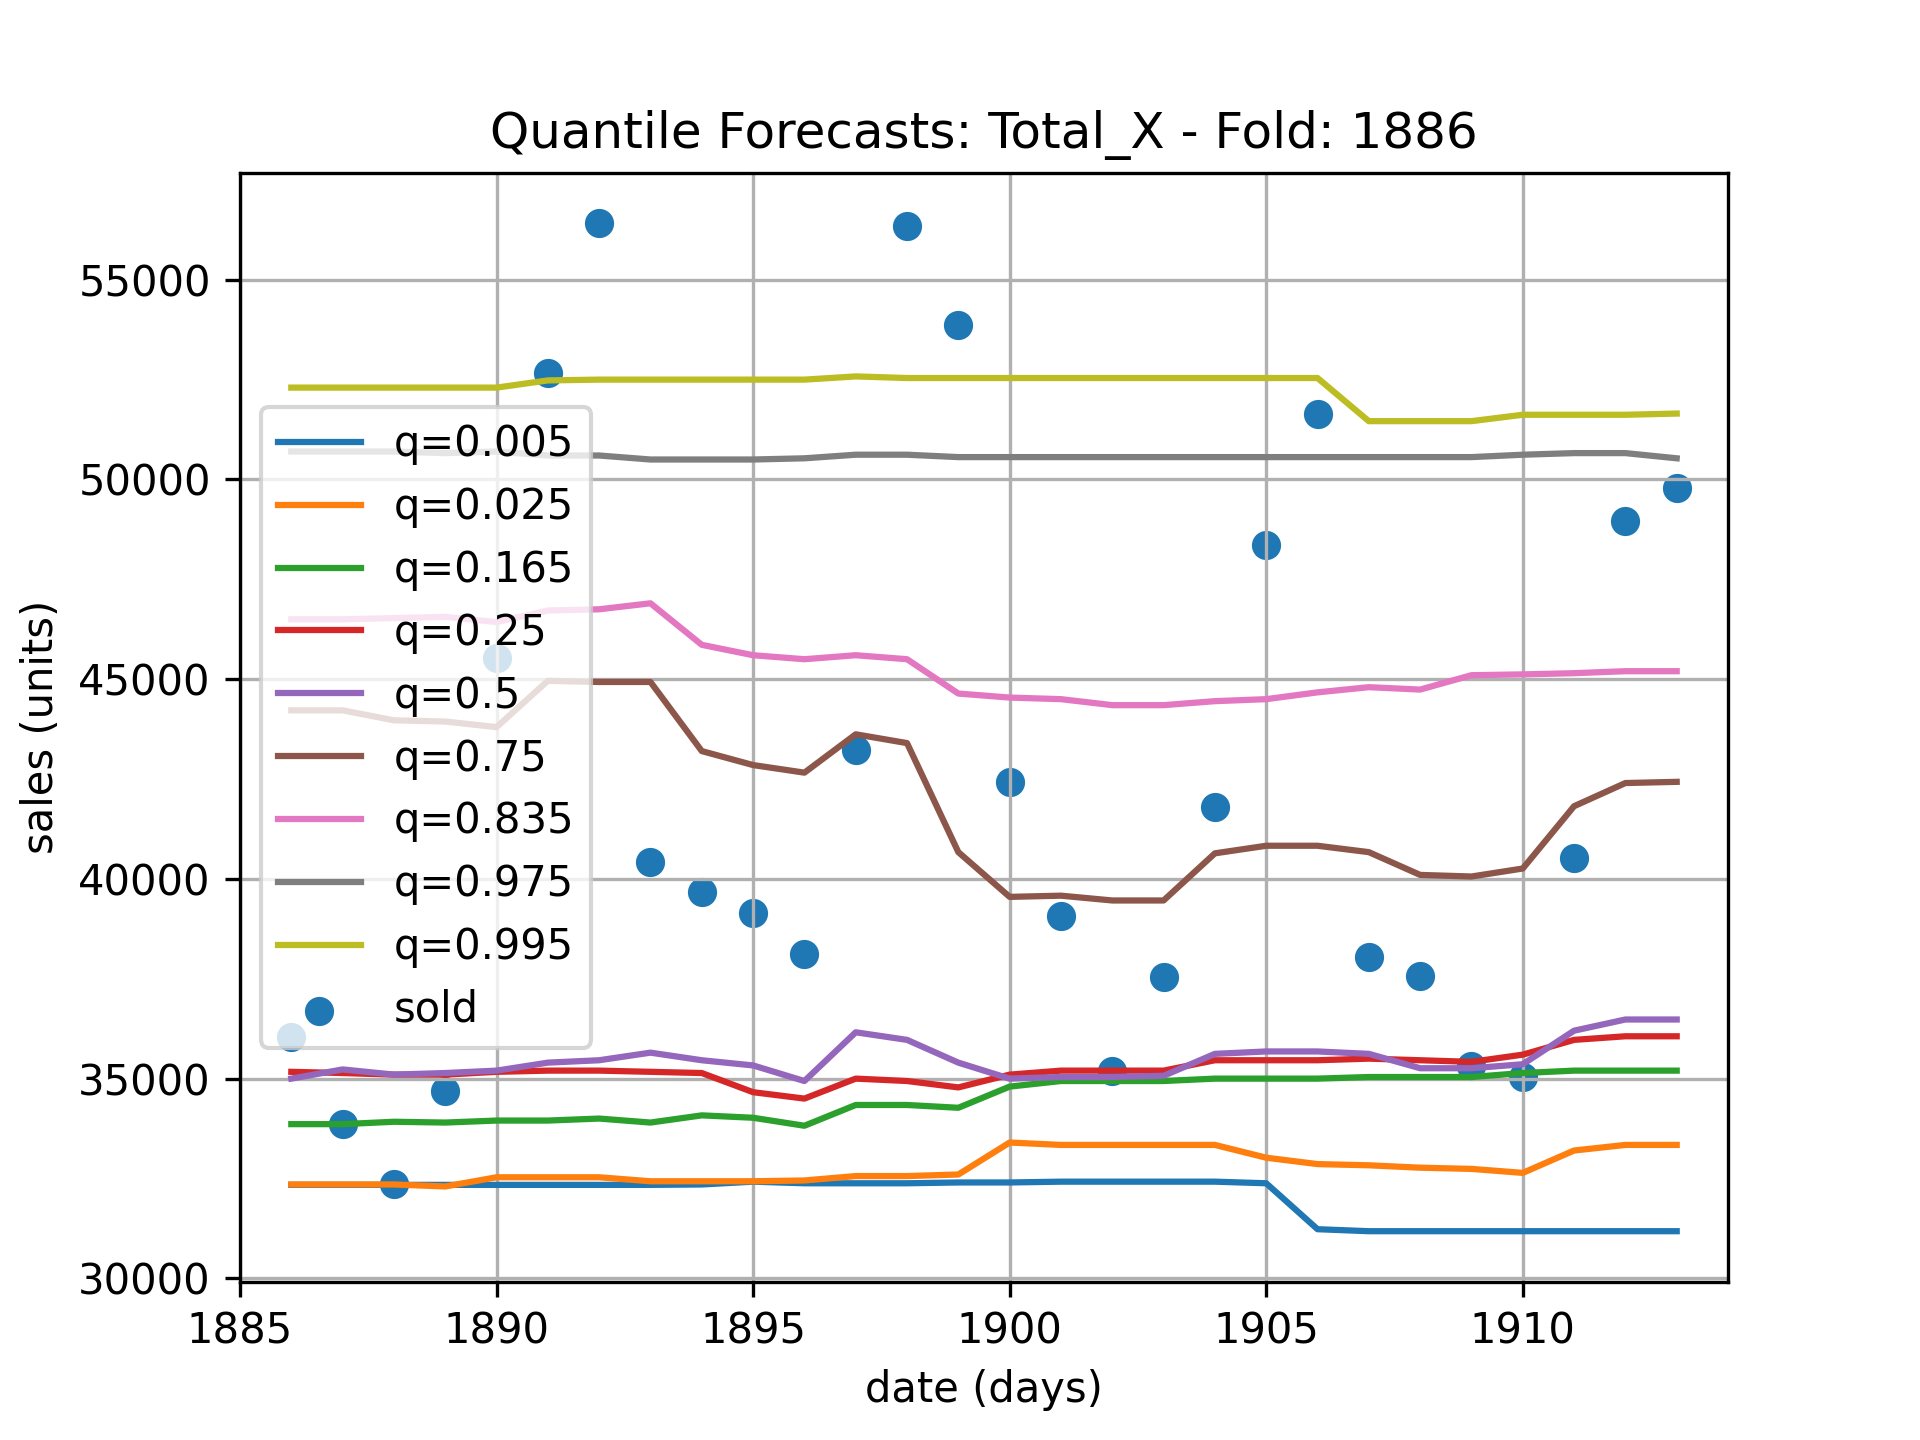 Quantile Forecasts: Total_X - Fold: 1886
sales (units)
55000
50000
45000
40000
35000
30000
q=0.005
q=0.025
q=0.165
q=0.25
q=0.5
q=0.75
q=0.835
q=0.975
q=0.995
sold
1885 1890 1895 1900 1905 1910
date (days)